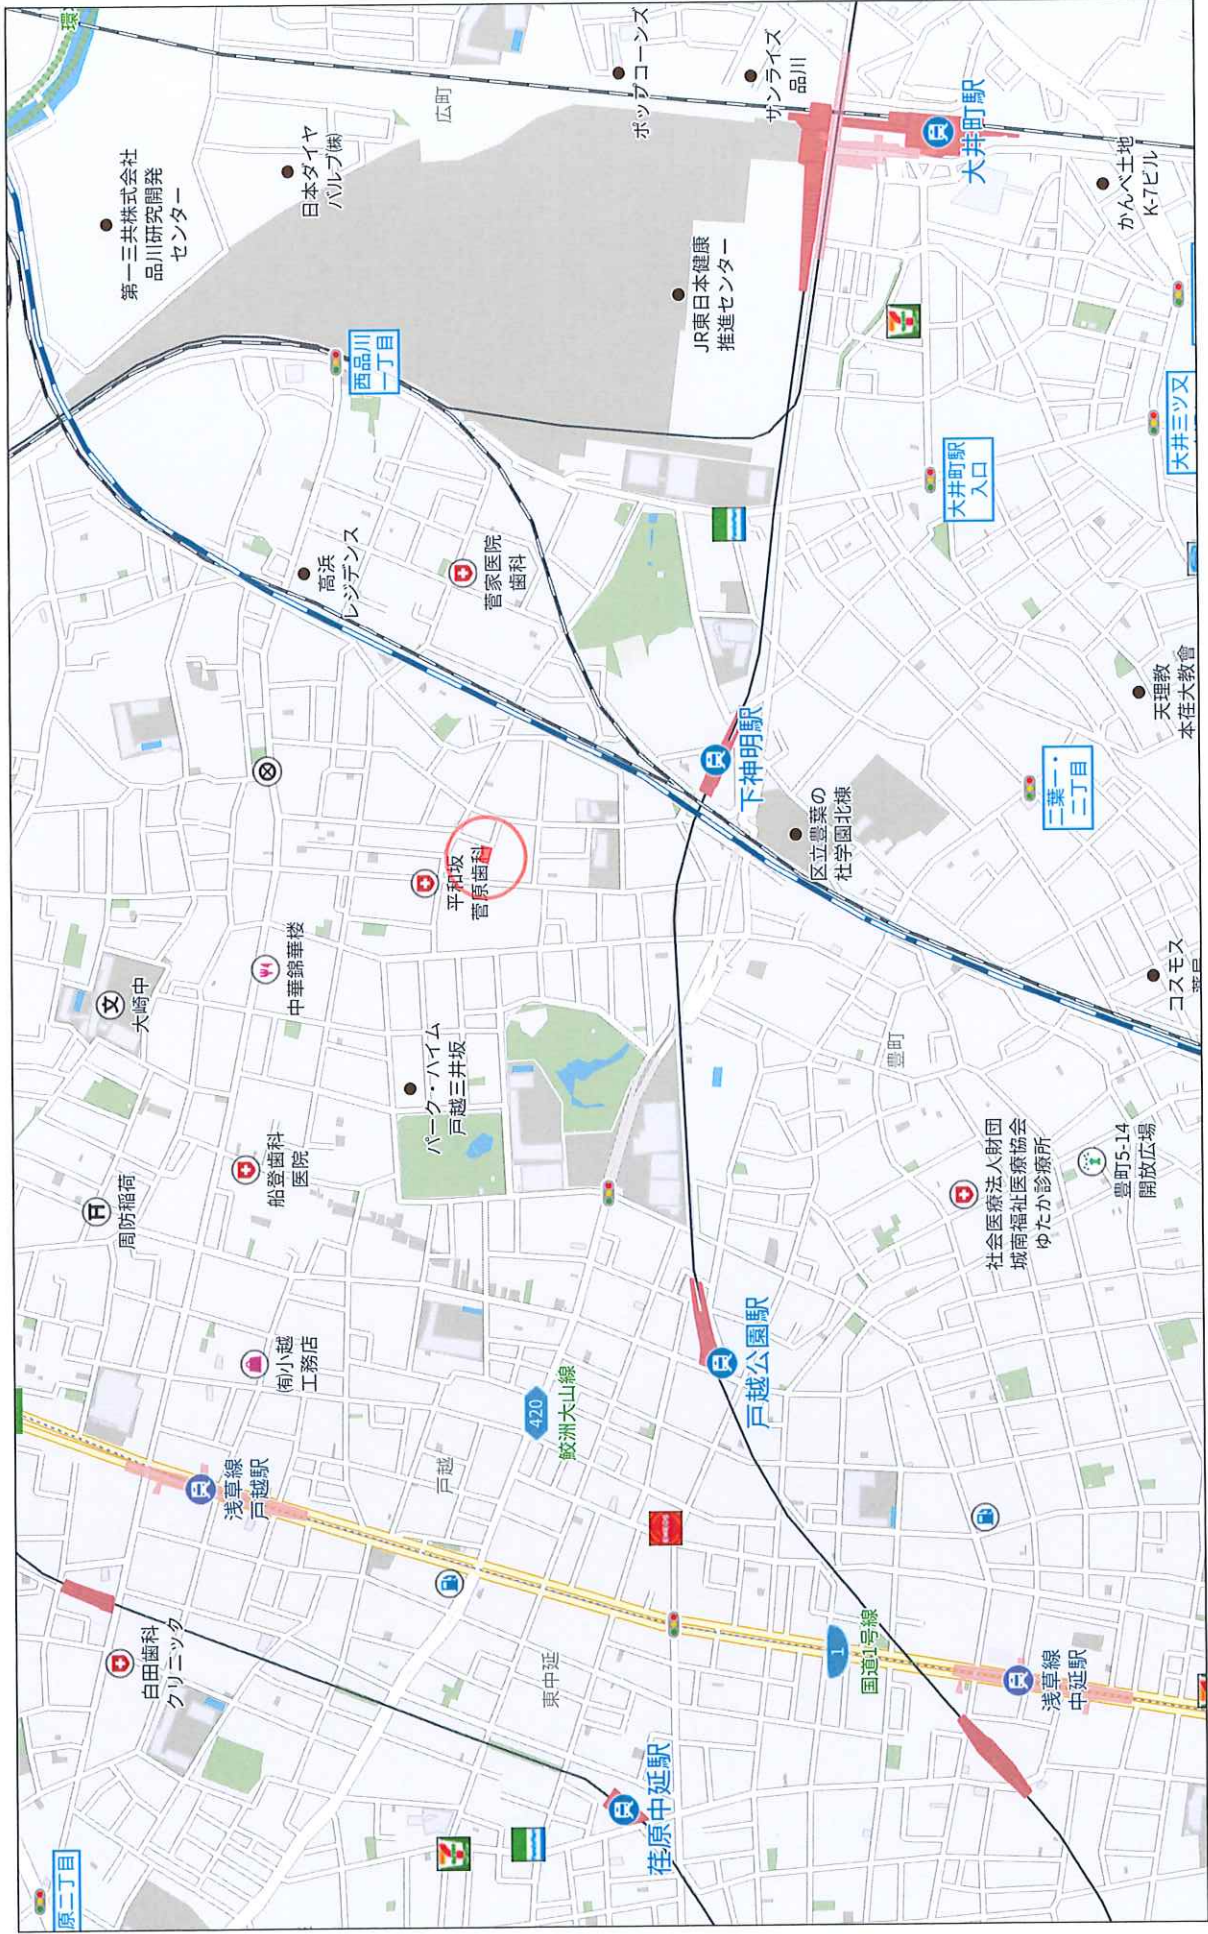 原二丁目
白田歯科
クリニック
荏原中延駅
東中延
浅草線
戸越駅
戸越
ENEOS
1
国道1号線
浅草線
中延駅
周防稲荷
㈲小越
工務店
船登歯科
医院
420
鮫洲大山線
戸越公園駅
文
大崎中
中華錦華楼
パーク・ハイム
戸越三井坂
社会医療法人財団
城南福祉医療協会
ゆたか診療所
豊町5-14
開放広場
豊町
平和坂
菅原歯科
下神明駅
区立豊葉の
杜学園北棟
コスモス
高浜
レジデンス
菅家医院
歯科
二葉一・
二丁目
天理教
本荏大教會
西品川
一丁目
大井町駅
入口
大井三ツ又
第一三共株式会社
品川研究開発
センター
日本ダイヤ
バルブ㈱
広町
JR東日本健康
推進センター
ポップコーンズ
サンライズ
品川
大井町駅
かんべ土地
K-7ビル
環